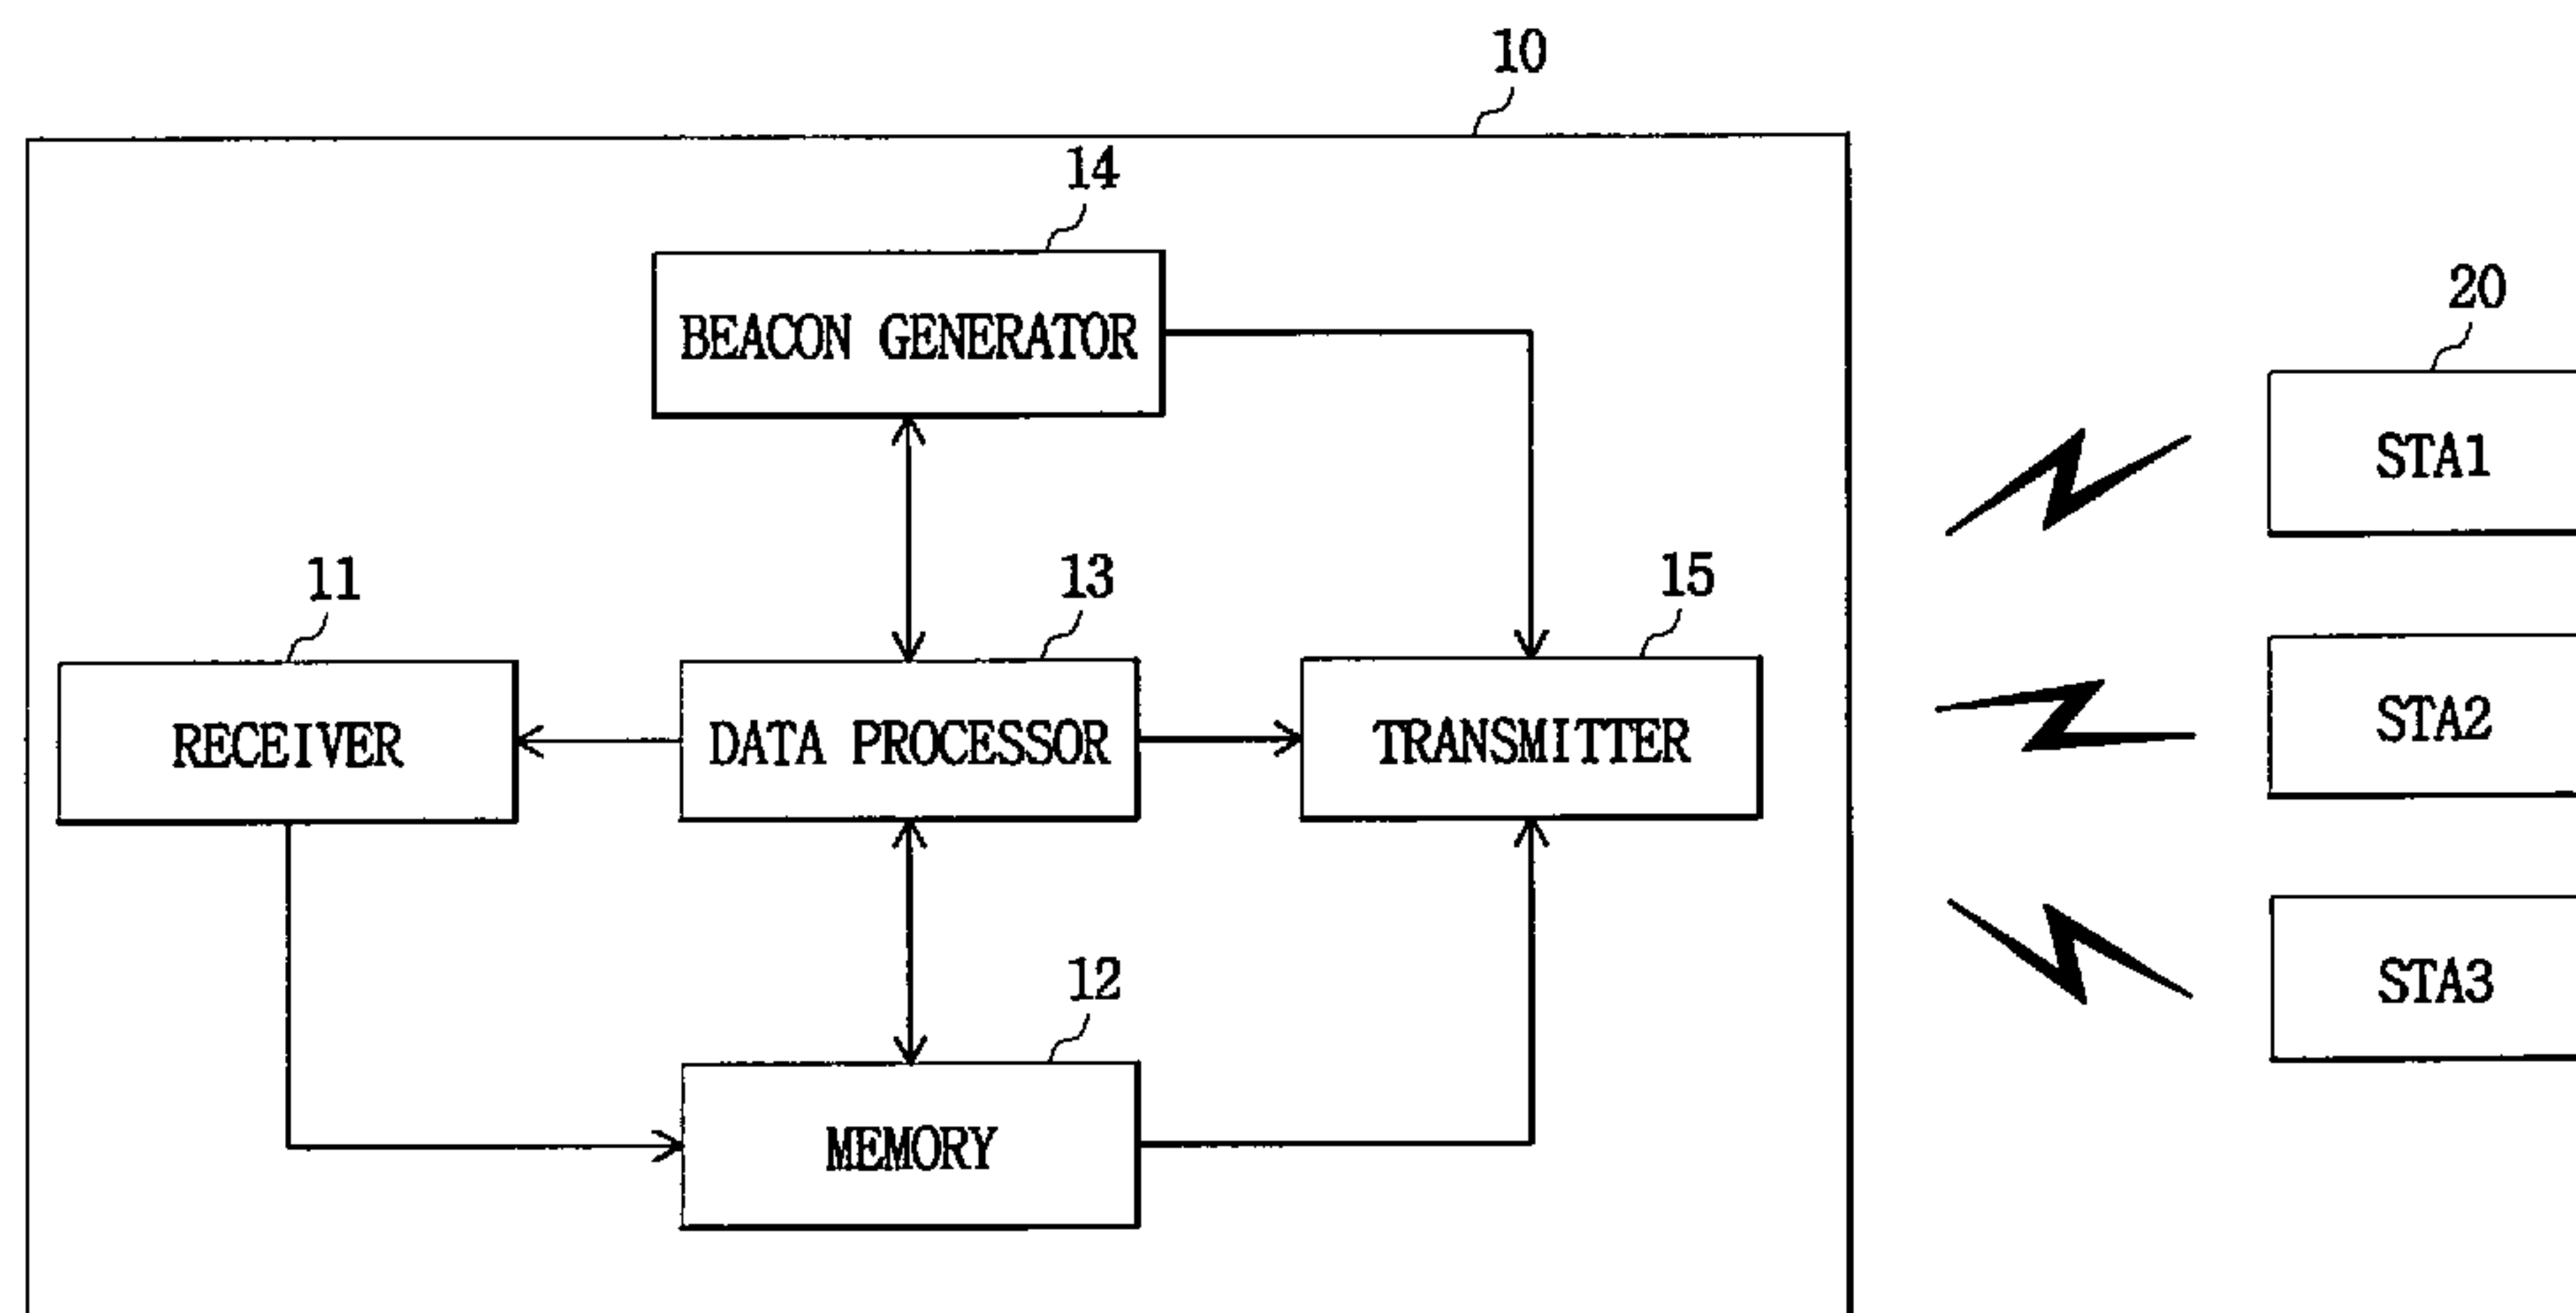 10
14
BEACON GENERATOR
20
STA1
11
13
15
RECEIVER
DATA PROCESSOR
TRANSMITTER
STA2
12
STA3
MEMORY